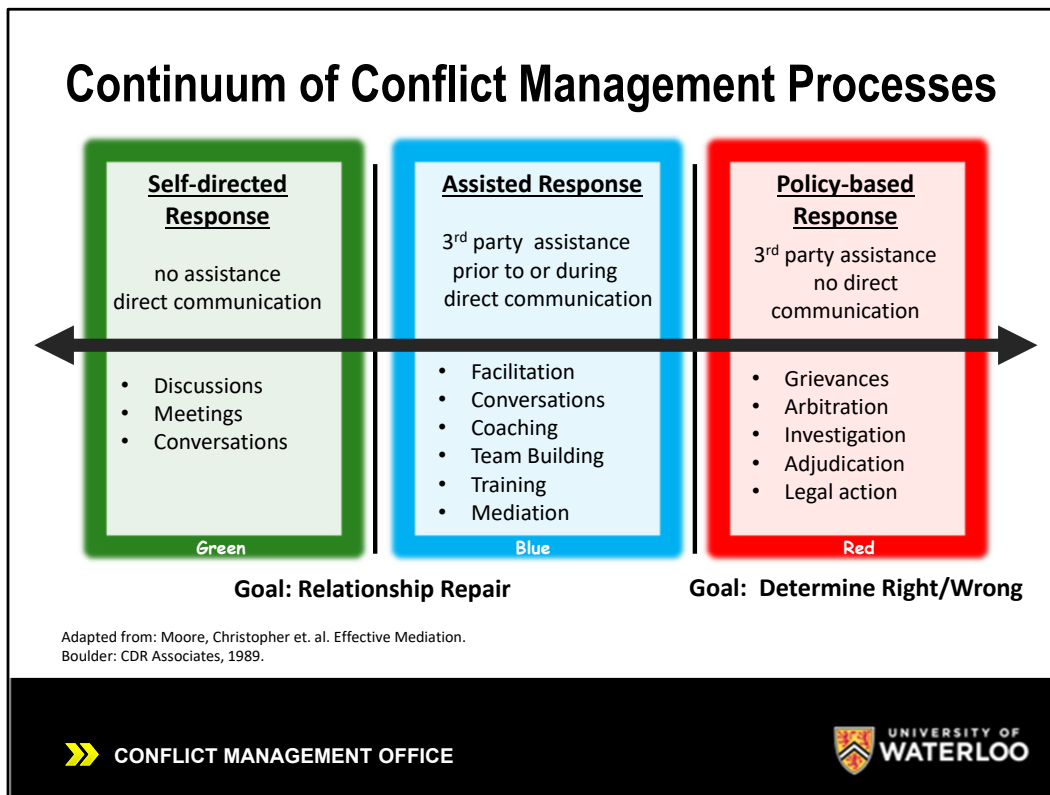 Continuum of Conflict Management Processes
Self-directed
Response
no assistance
direct communication
• Discussions
• Meetings
• Conversations
Green
Assisted Response
3rd party assistance
prior to or during
direct communication
• Facilitation
• Conversations
• Coaching
• Team Building
• Training
• Mediation
Blue
Policy-based
Response
3rd party assistance
no direct
communication
• Grievances
• Arbitration
• Investigation
• Adjudication
• Legal action
Red
Goal: Relationship Repair
Goal: Determine Right/Wrong
Adapted from: Moore, Christopher et. al. Effective Mediation.
Boulder: CDR Associates, 1989.
CONFLICT MANAGEMENT OFFICE
UNIVERSITY OF
WATERLOO